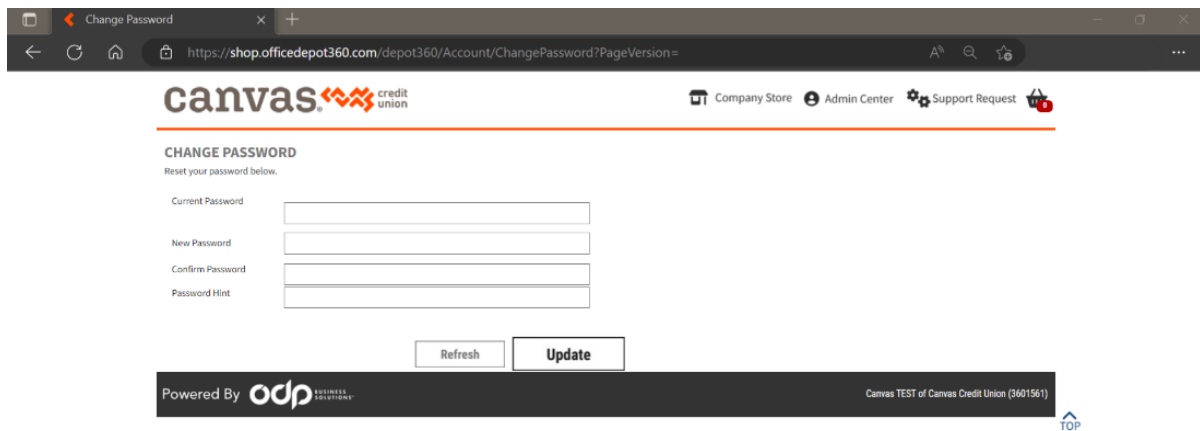 Change Password
https://shop.officedepot360.com/depot360/Account/ChangePassword?PageVersion=
canvas. credit union
Company Store Admin Center Support Request 0
CHANGE PASSWORD
Reset your password below.
Current Password
New Password
Confirm Password
Password Hint
Refresh Update
Powered By odp BUSINESS SOLUTIONS
Canvas TEST of Canvas Credit Union (3601561)
TOP